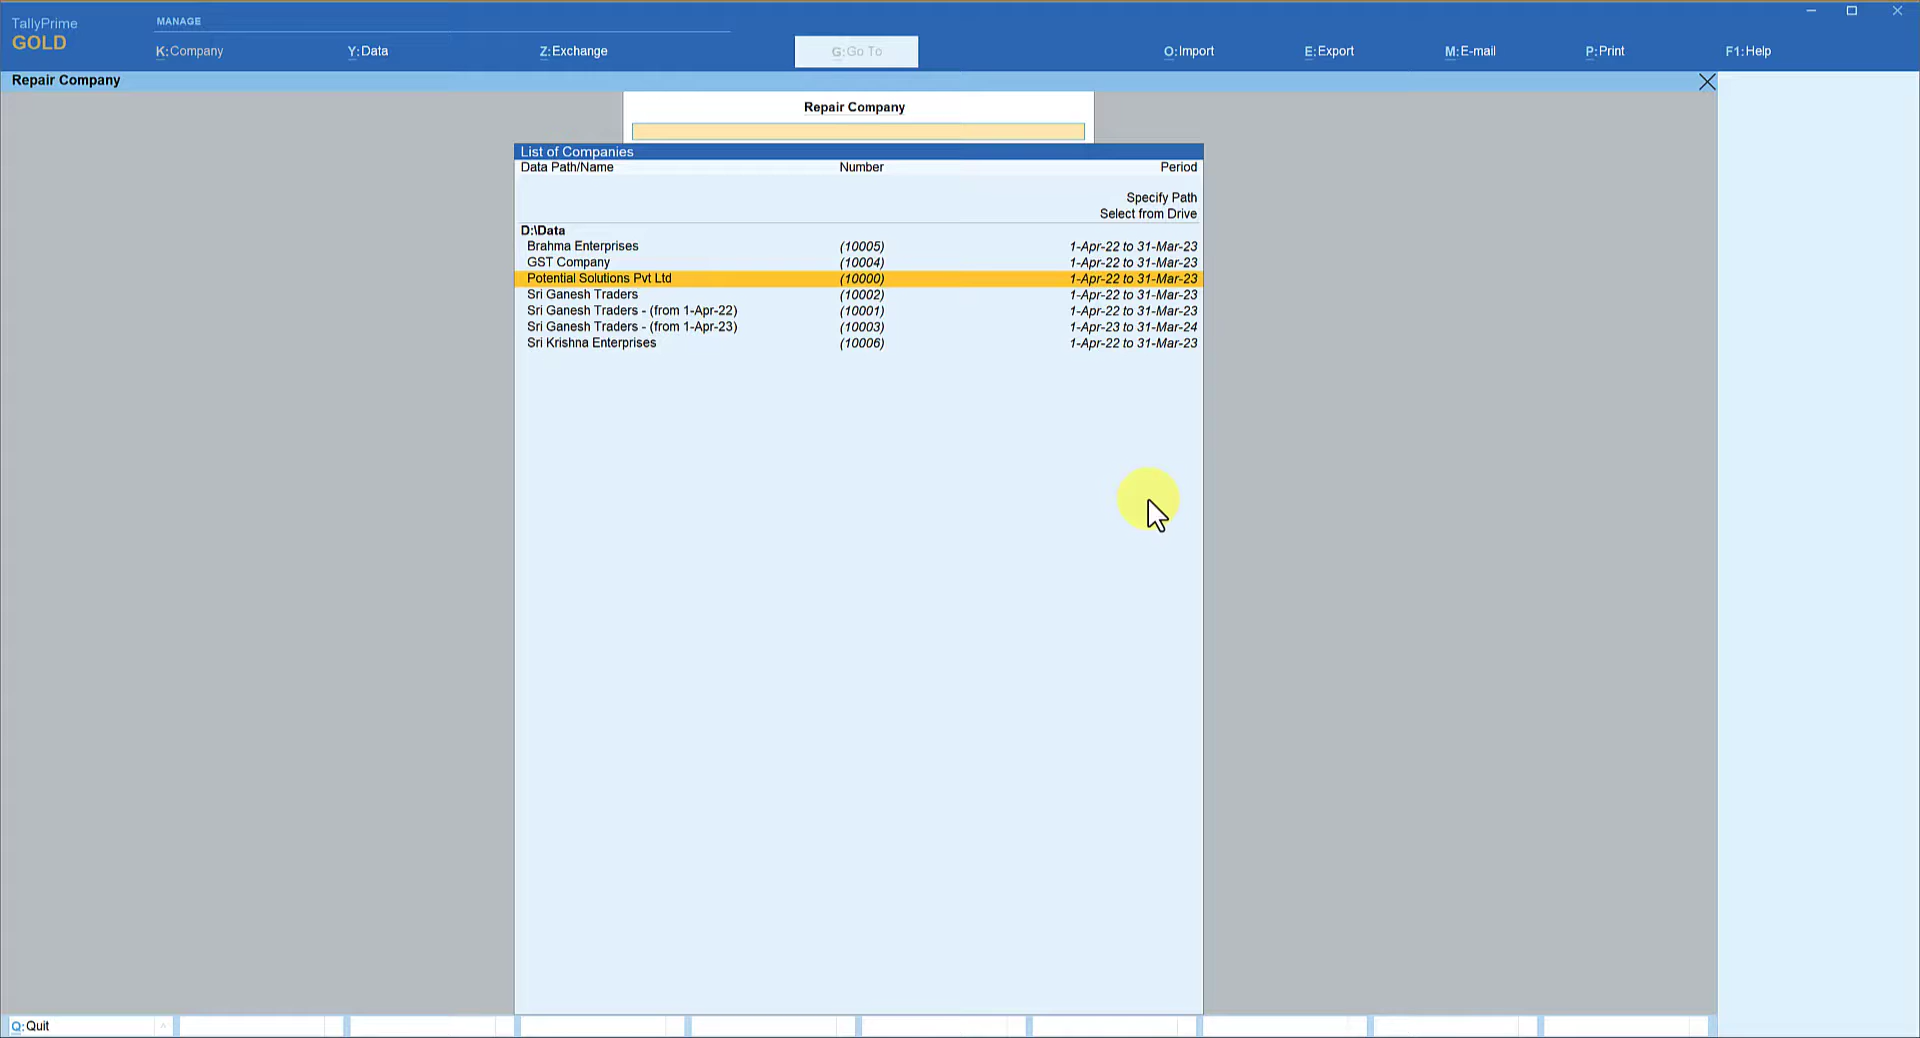 TallyPrime
GOLD
MANAGE
K:Company Y:Data Z:Exchange G:Go To O:Import E:Export M:E-mail P:Print F1:Help
Repair Company
Repair Company
List of Companies
Data Path/Name Number Period
Specify Path
Select from Drive
D:\Data
Brahma Enterprises (10005) 1-Apr-22 to 31-Mar-23
GST Company (10004) 1-Apr-22 to 31-Mar-23
Potential Solutions Pvt Ltd (10000) 1-Apr-22 to 31-Mar-23
Sri Ganesh Traders (10002) 1-Apr-22 to 31-Mar-23
Sri Ganesh Traders - (from 1-Apr-22) (10001) 1-Apr-22 to 31-Mar-23
Sri Ganesh Traders - (from 1-Apr-23) (10003) 1-Apr-23 to 31-Mar-24
Sri Krishna Enterprises (10006) 1-Apr-22 to 31-Mar-23
Q:Quit